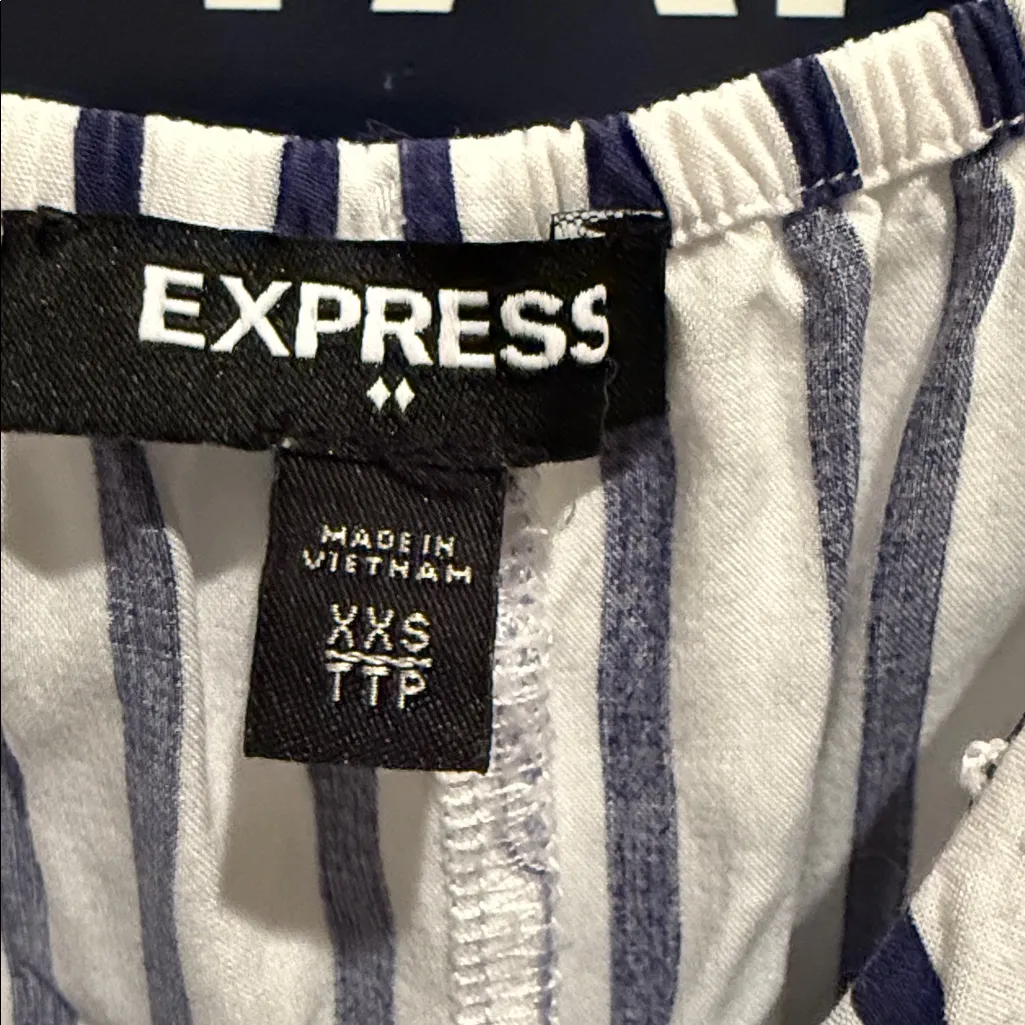 EXPRESS
MADE IN
VIETNAM
XXS
TTP